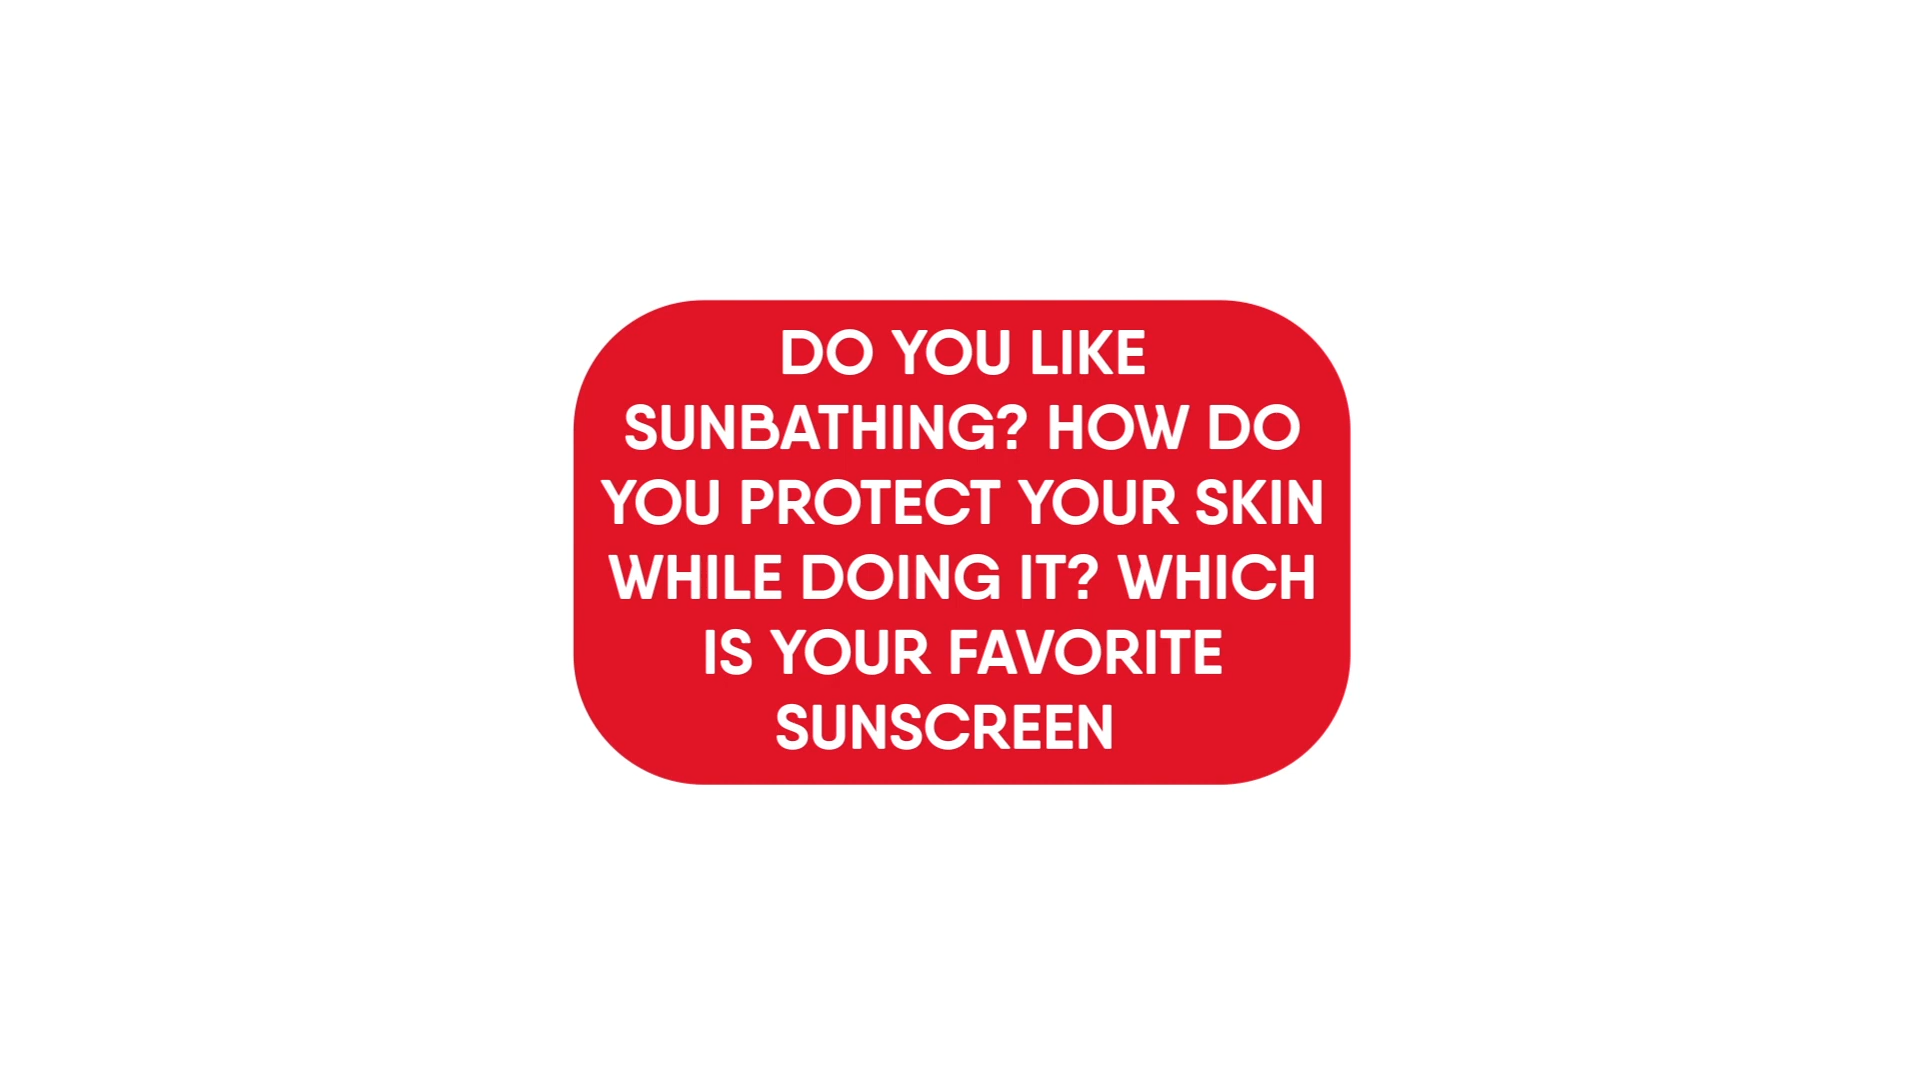 DO YOU LIKE
SUNBATHING? HOW DO
YOU PROTECT YOUR SKIN
WHILE DOING IT? WHICH
IS YOUR FAVORITE
SUNSCREEN